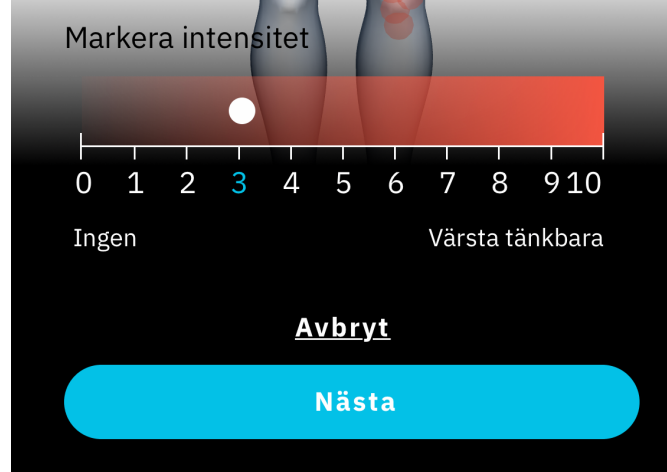 Markera intensitet
0 1 2 3 4 5 6 7 8 9 10
Ingen Värsta tänkbara
Avbryt
Nästa